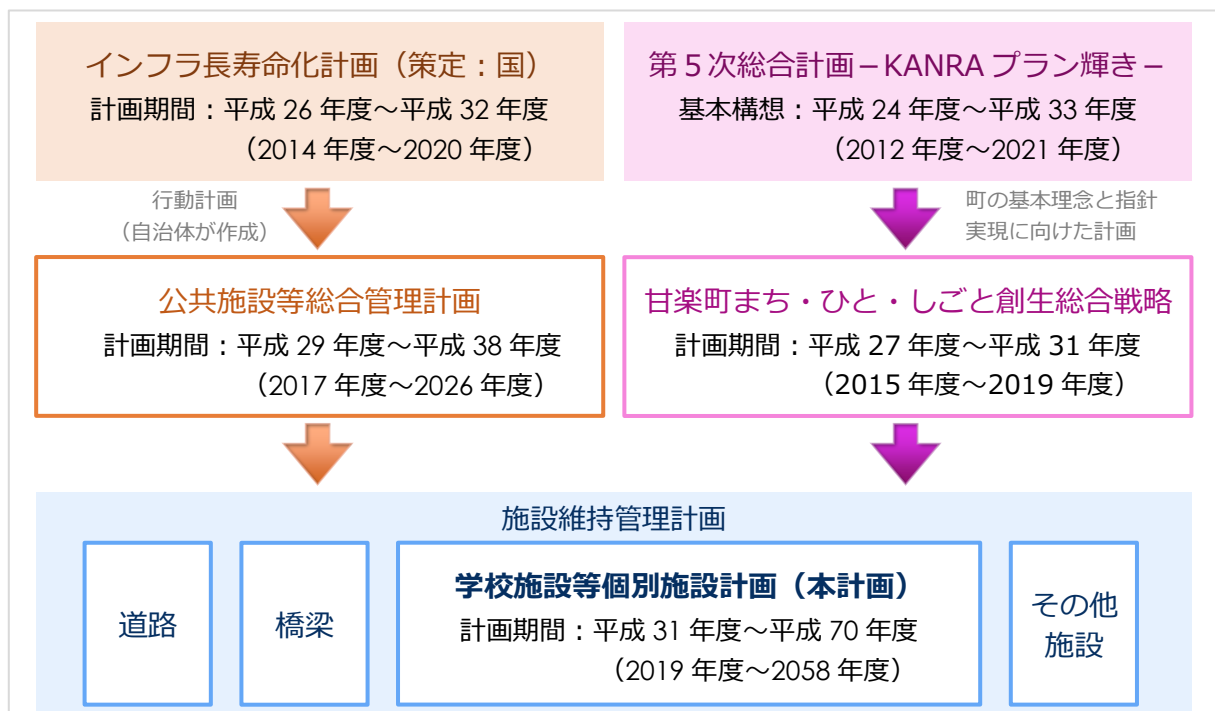 インフラ長寿命化計画（策定：国）
計画期間：平成 26 年度～平成 32 年度
（2014 年度～2020 年度）
第５次総合計画－KANRA プラン輝き－
基本構想：平成 24 年度～平成 33 年度
（2012 年度～2021 年度）
行動計画
（自治体が作成）
町の基本理念と指針
実現に向けた計画
公共施設等総合管理計画
計画期間：平成 29 年度～平成 38 年度
（2017 年度～2026 年度）
甘楽町まち・ひと・しごと創生総合戦略
計画期間：平成 27 年度～平成 31 年度
（2015 年度～2019 年度）
施設維持管理計画
道路
橋梁
学校施設等個別施設計画（本計画）
計画期間：平成 31 年度～平成 70 年度
（2019 年度～2058 年度）
その他
施設